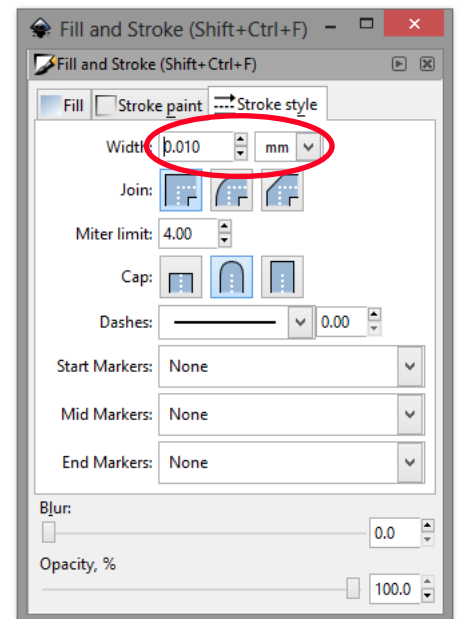 Fill and Stroke (Shift+Ctrl+F)
Fill and Stroke (Shift+Ctrl+F)
Fill Stroke paint Stroke style
Width: 0.010 mm
Join:
Miter limit: 4.00
Cap:
Dashes: 0.00
Start Markers: None
Mid Markers: None
End Markers: None
Blur:
0.0
Opacity, %
100.0